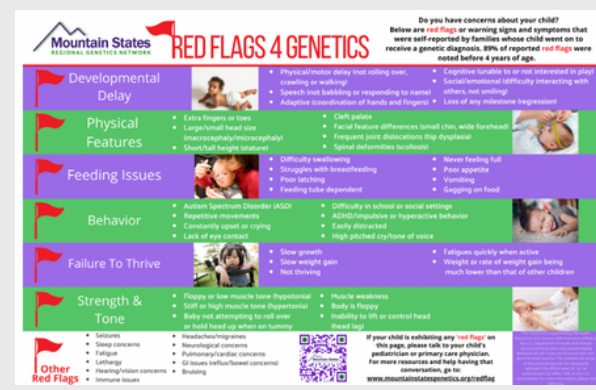 Mountain States
REGIONAL GENETICS NETWORK
RED FLAGS 4 GENETICS
Do you have concerns about your child?
Below are red flags or warning signs and symptoms that
were self-reported by families whose child went on to
receive a genetic diagnosis. 89% of reported red flags were
noted before 4 years of age.
Developmental
Delay
• Physical/motor delay (not rolling over,
crawling or walking)
• Speech (not babbling or responding to name)
• Adaptive (coordination of hands and fingers)
• Cognitive (unable to or not interested in play)
• Social/emotional (difficulty interacting with
others, not smiling)
• Loss of any milestone (regression)
Physical
Features
• Extra fingers or toes
• Large/small head size
(macrocephaly/microcephaly)
• Short/tall height (stature)
• Cleft palate
• Facial feature differences (small chin, wide forehead)
• Frequent joint dislocations (hip dysplasia)
• Spinal deformities (scoliosis)
Feeding Issues
• Difficulty swallowing
• Struggles with breastfeeding
• Poor latching
• Feeding tube dependent
• Never feeling full
• Poor appetite
• Vomiting
• Gagging on food
Behavior
• Autism Spectrum Disorder (ASD)
• Repetitive movements
• Constantly upset or crying
• Lack of eye contact
• Difficulty in school or social settings
• ADHD/Impulsive or hyperactive behavior
• Easily distracted
• High pitched cry/tone of voice
Failure To Thrive
• Slow growth
• Slow weight gain
• Not thriving
• Fatigues quickly when active
• Weight or rate of weight gain being
much lower than that of other children
Strength &
Tone
• Floppy or low muscle tone (hypotonia)
• Stiff or high muscle tone (hypertonia)
• Baby not attempting to roll over
or hold head up when on tummy
• Muscle weakness
• Body is floppy
• Inability to lift or control head
(head lag)
Other
Red Flags
• Seizures
• Sleep concerns
• Fatigue
• Lethargy
• Hearing/vision concerns
• Immune issues
• Headaches/migraines
• Neurological concerns
• Pulmonary/cardiac concerns
• GI issues (reflux/bowel concerns)
• Bruising
If your child is exhibiting any 'red flags' on
this page, please talk to your child's
pediatrician or primary care physician.
For more resources and help having that
conversation, go to:
www.mountainstatesgenetics.org/redflag